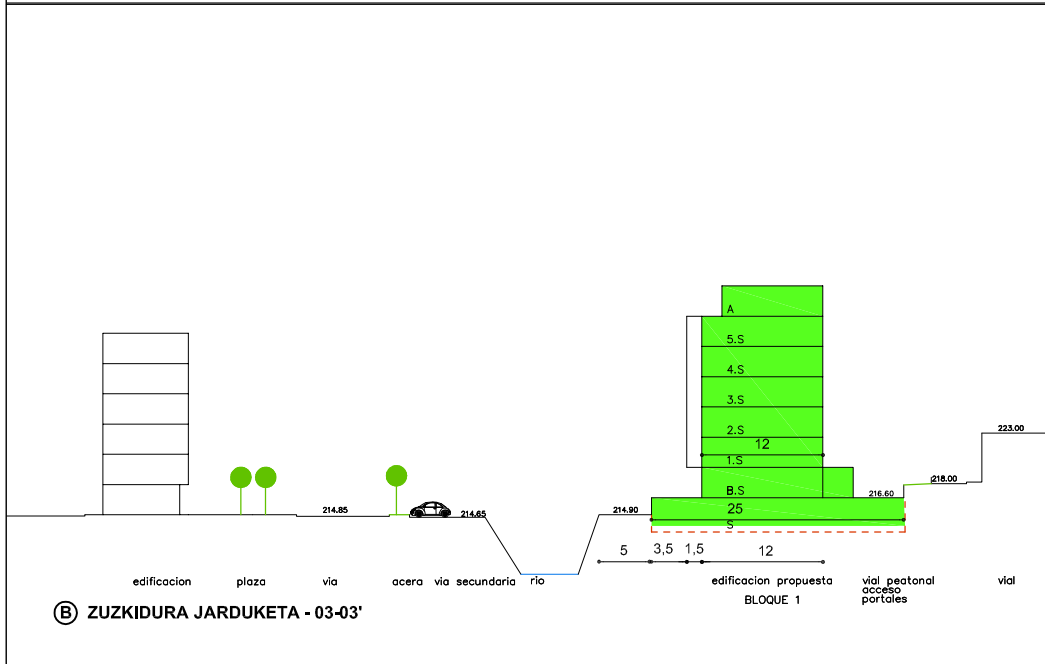 A
5.S
4.S
3.S
2.S
12
1.S
B.S
25
S
223.00
218.00
216.60
214.85
214.65
214.90
5
3,5
1,5
12
edificacion
plaza
via
acera
via secundaria
rio
edificacion propuesta
BLOQUE 1
vial peatonal
acceso
portales
vial
B ZUZKIDURA JARDUKETA - 03-03'